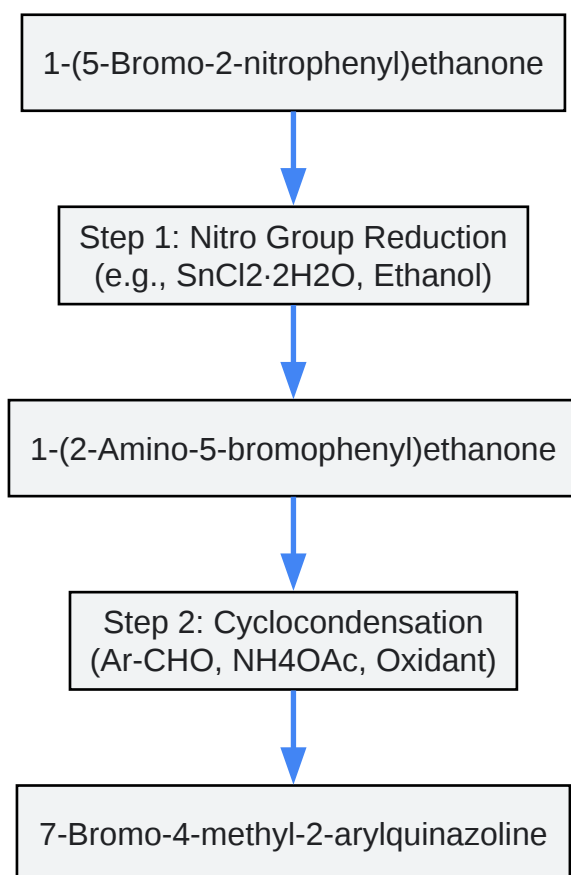 1-(5-Bromo-2-nitrophenyl)ethanone
Step 1: Nitro Group Reduction
(e.g., SnCl2·2H2O, Ethanol)
1-(2-Amino-5-bromophenyl)ethanone
Step 2: Cyclocondensation
(Ar-CHO, NH4OAc, Oxidant)
7-Bromo-4-methyl-2-arylquinazoline